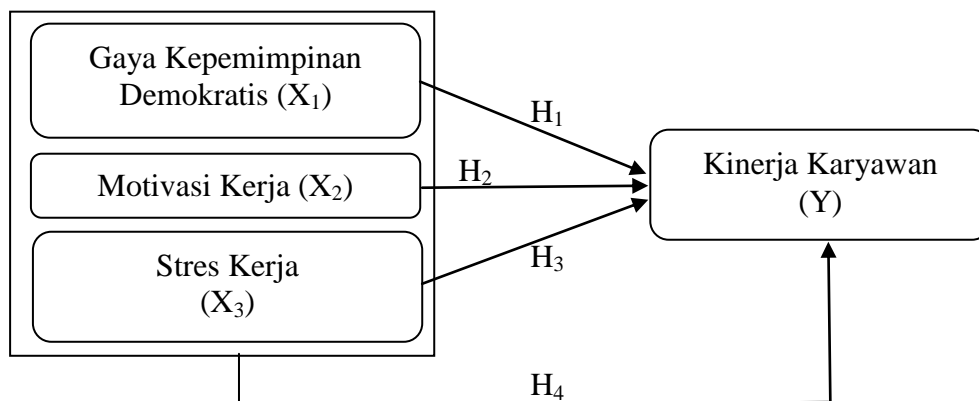 Gaya Kepemimpinan
Demokratis (X₁)
H₁
Kinerja Karyawan
(Y)
Motivasi Kerja (X₂)
H₂
Stres Kerja
(X₃)
H₃
H₄